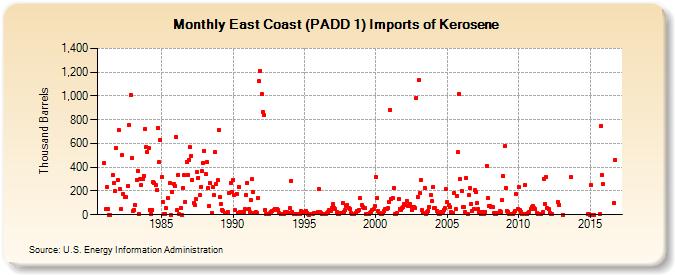 Monthly East Coast (PADD 1) Imports of Kerosene
Thousand Barrels
1,400
1,200
1,000
800
600
400
200
0
1985 1990 1995 2000 2005 2010 2015
Source: U.S. Energy Information Administration